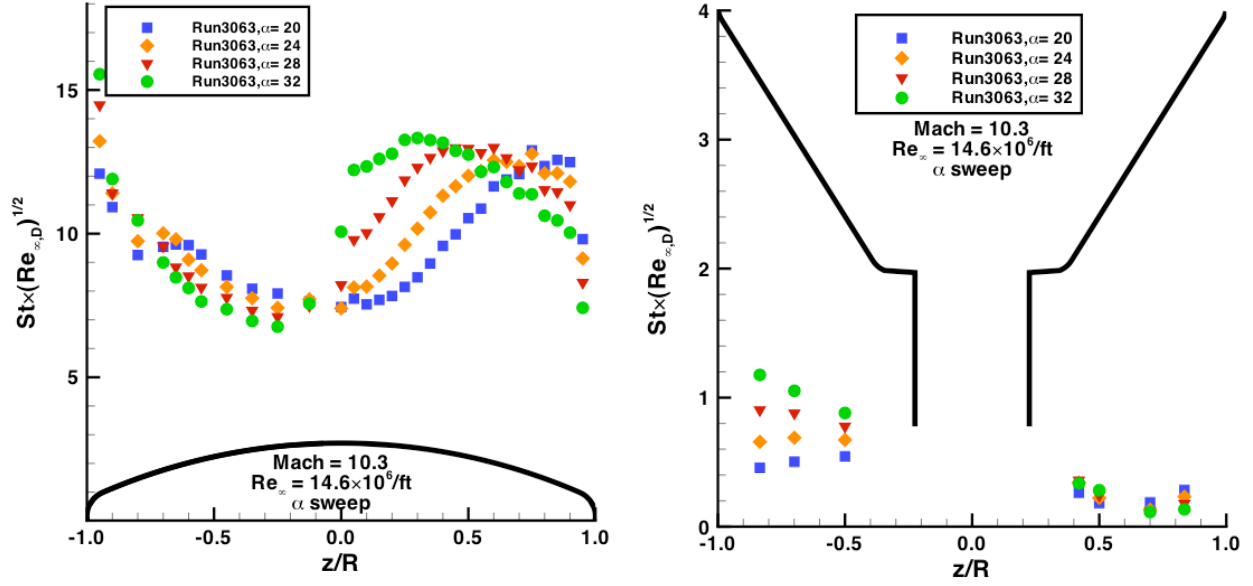 Run3063,α= 20
Run3063,α= 24
Run3063,α= 28
Run3063,α= 32
15
10
5
St×(Re∞,D)1/2
Mach = 10.3
Re∞ = 14.6×10⁶/ft
α sweep
-1.0 -0.5 0.0 0.5 1.0
z/R
4
Run3063,α= 20
Run3063,α= 24
Run3063,α= 28
Run3063,α= 32
Mach = 10.3
Re∞ = 14.6×10⁶/ft
α sweep
3
2
1
0
St×(Re∞,D)1/2
-1.0 -0.5 0.0 0.5 1.0
z/R